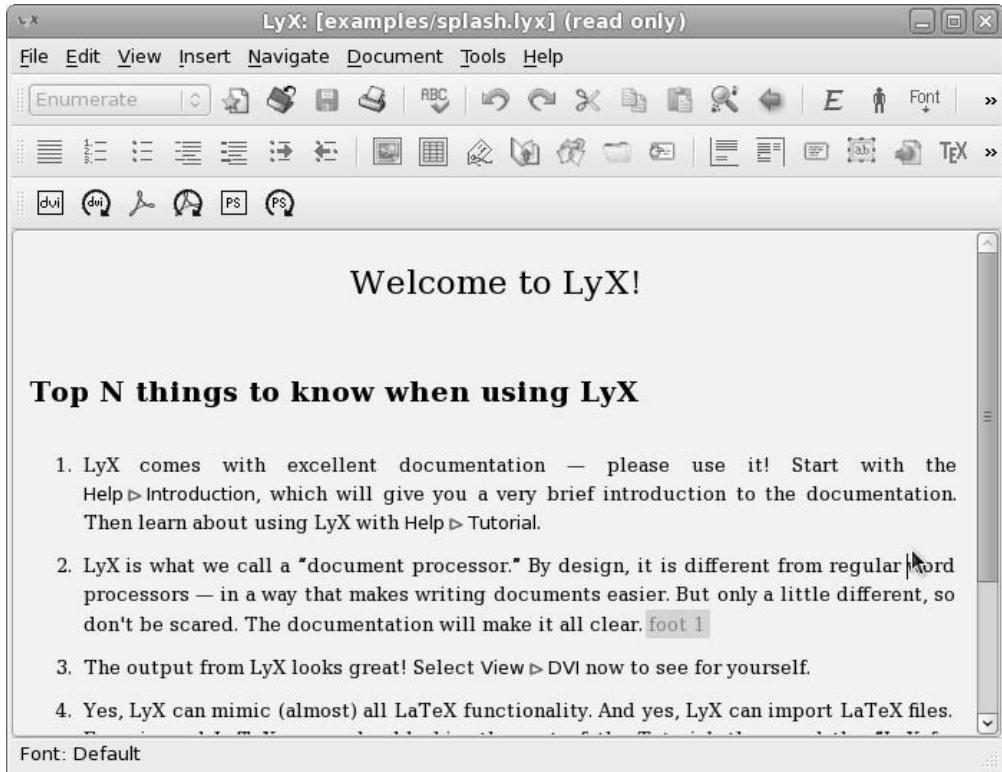 LyX: [examples/splash.lyx] (read only)
File Edit View Insert Navigate Document Tools Help
Enumerate ABC E Font »
TEX »
dvi dvi PS PS
Welcome to LyX!
Top N things to know when using LyX
1. LyX comes with excellent documentation — please use it! Start with the
Help ▷ Introduction, which will give you a very brief introduction to the documentation.
Then learn about using LyX with Help ▷ Tutorial.
2. LyX is what we call a "document processor." By design, it is different from regular word
processors — in a way that makes writing documents easier. But only a little different, so
don't be scared. The documentation will make it all clear. foot 1
3. The output from LyX looks great! Select View ▷ DVI now to see for yourself.
4. Yes, LyX can mimic (almost) all LaTeX functionality. And yes, LyX can import LaTeX files.
Font: Default